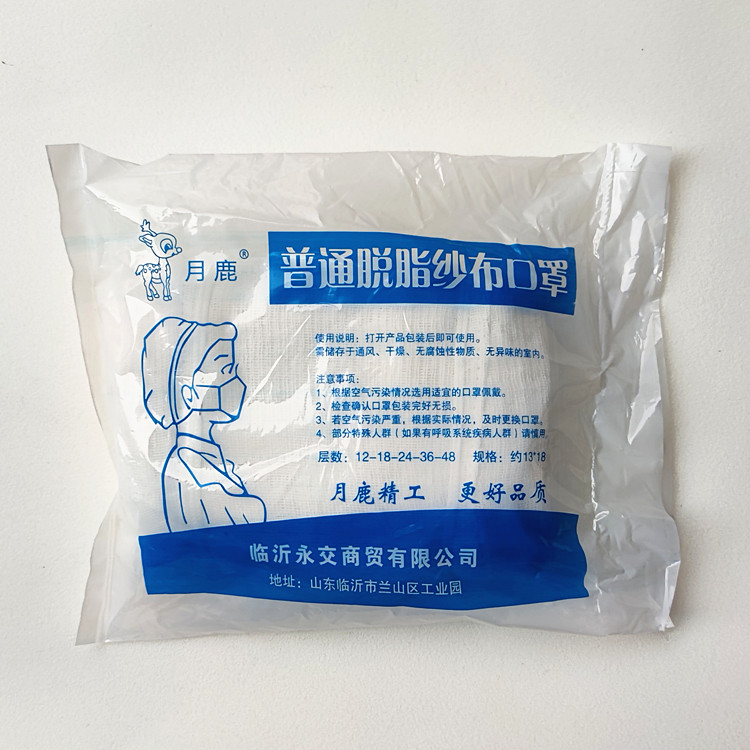 月鹿®
普通脱脂纱布口罩
使用说明：打开产品包装后即可使用。
需储存于通风、干燥、无腐蚀性物质、无异味的室内。
注意事项：
1、根据空气污染情况选用适宜的口罩佩戴。
2、检查确认口罩包装完好无损。
3、若空气污染严重，根据实际情况，及时更换口罩。
4、部分特殊人群（如果有呼吸系统疾病人群）请慎用
层数：12-18-24-36-48 规格：约13*18
月鹿精工 更好品质
临沂永交商贸有限公司
地址：山东临沂市兰山区工业园